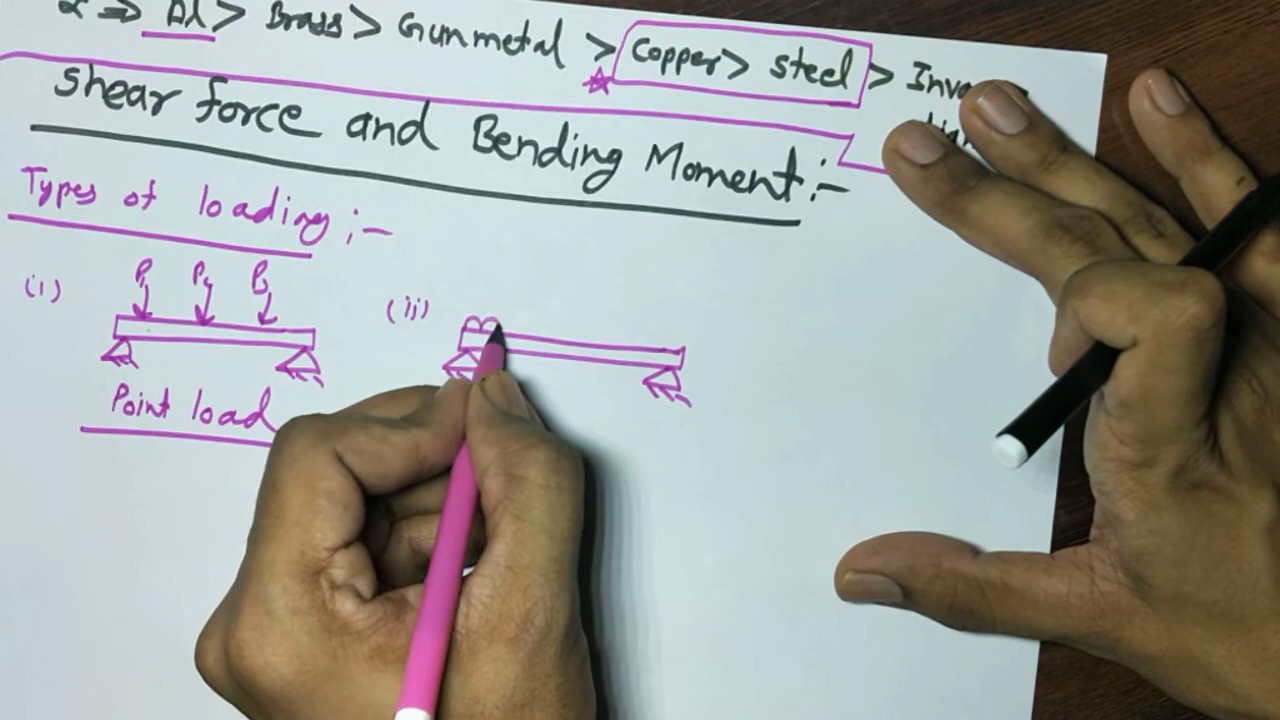 α ⇒ Al > Brass > Gunmetal > Copper > Steel >
Shear force and Bending Moment :-
Types of loading :-
(i) P₁ P₂ P₃ (ii)
Point load